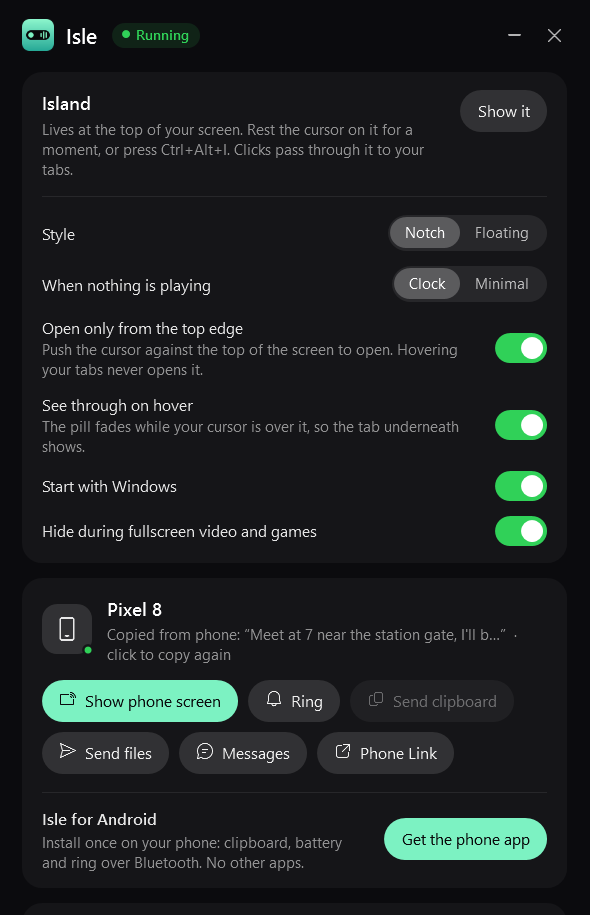 Isle
Running
Island
Show it
Lives at the top of your screen. Rest the cursor on it for a
moment, or press Ctrl+Alt+I. Clicks pass through it to your
tabs.
Style
Notch
Floating
When nothing is playing
Clock
Minimal
Open only from the top edge
Push the cursor against the top of the screen to open. Hovering
your tabs never opens it.
See through on hover
The pill fades while your cursor is over it, so the tab underneath
shows.
Start with Windows
Hide during fullscreen video and games
Pixel 8
Copied from phone: “Meet at 7 near the station gate, I'll b…” ·
click to copy again
Show phone screen
Ring
Send clipboard
Send files
Messages
Phone Link
Isle for Android
Install once on your phone: clipboard, battery
and ring over Bluetooth. No other apps.
Get the phone app